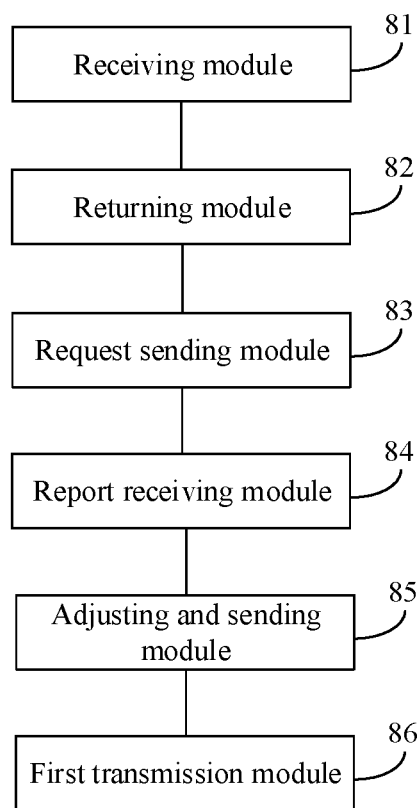 81
Receiving module
82
Returning module
83
Request sending module
84
Report receiving module
85
Adjusting and sending
module
86
First transmission module